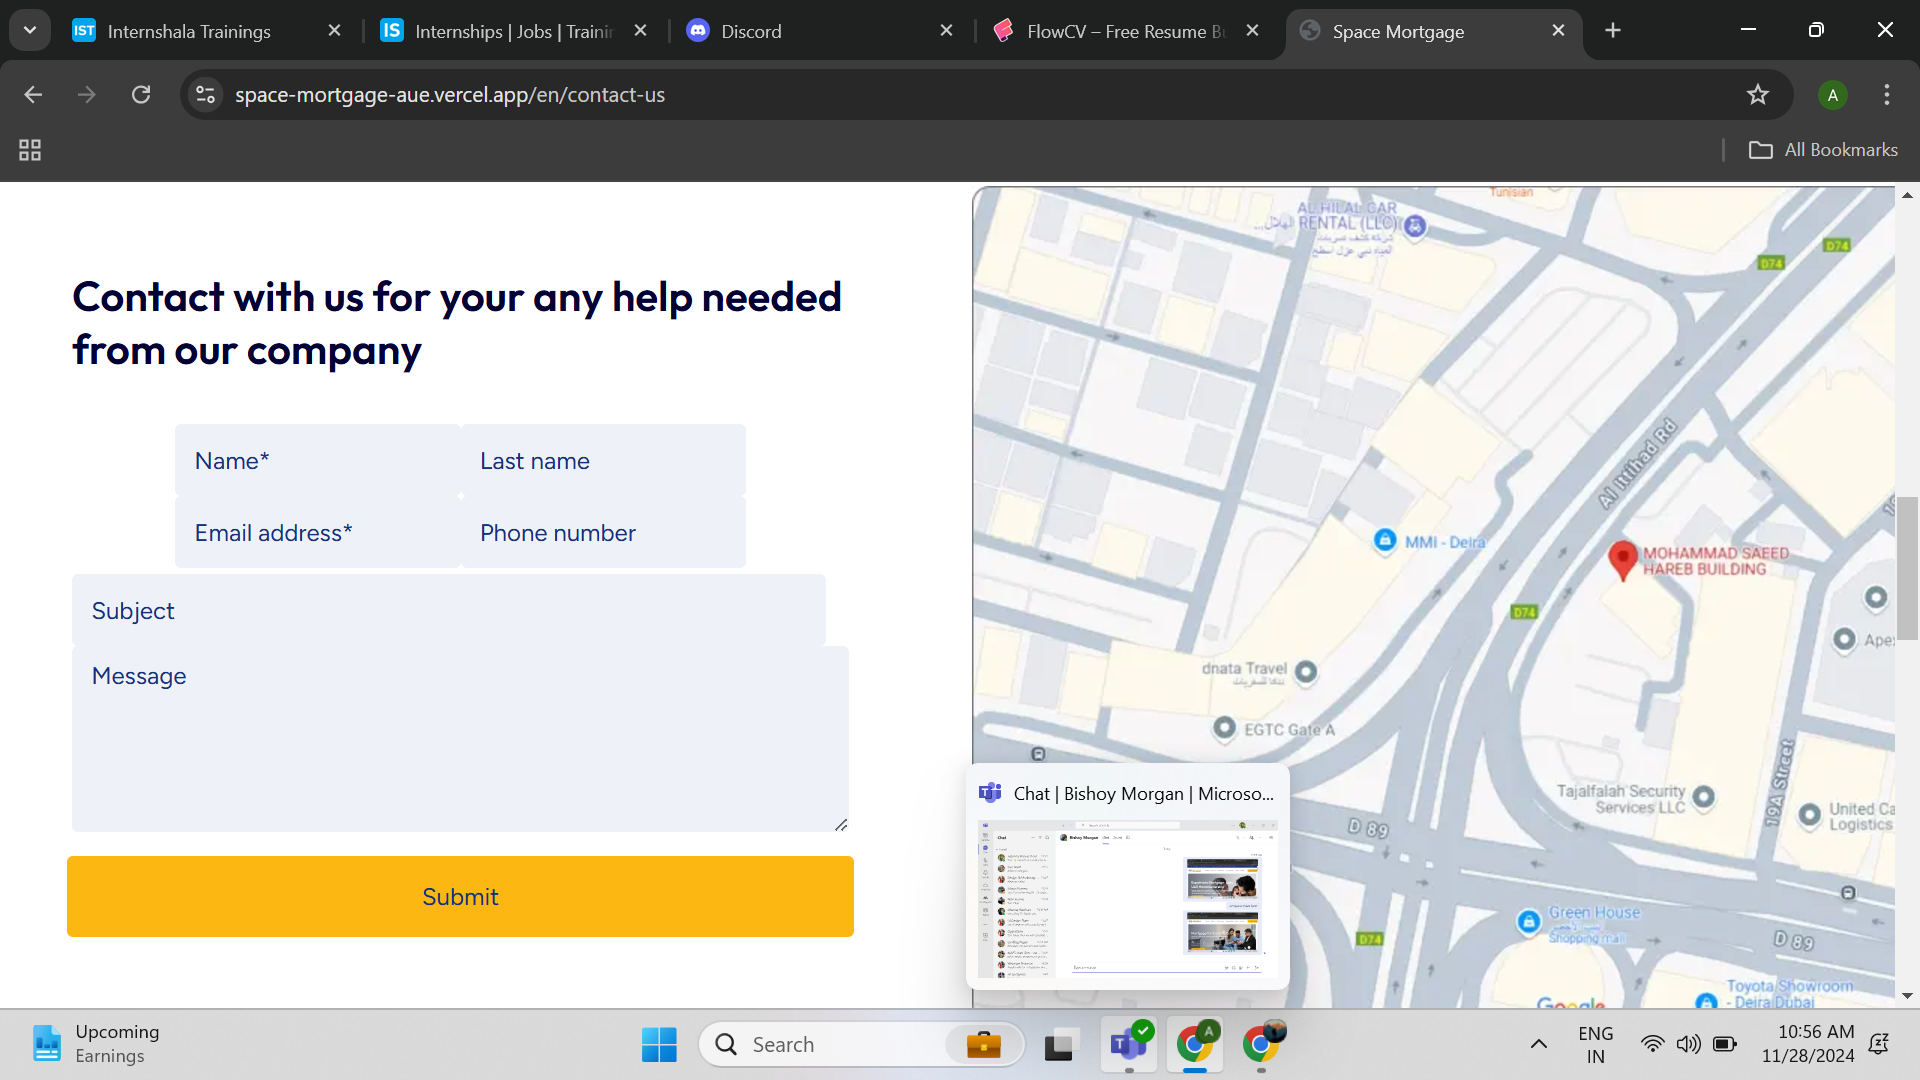 Internshala Trainings
Internships | Jobs | Trainin
Discord
FlowCV – Free Resume Bu
Space Mortgage
space-mortgage-aue.vercel.app/en/contact-us
A
All Bookmarks
Contact with us for your any help needed
from our company
Name*
Last name
Email address*
Phone number
Subject
Message
Submit
Tunisian
AL HILAL CAR
RENTAL (LLC)
D74
D74
Al Ittihad Rd
MMI - Deira
MOHAMMAD SAEED
HAREB BUILDING
D74
Apex
dnata Travel
EGTC Gate A
Tajalfalah Security
Services LLC
19A Street
United Ca
Logistics
D 89
Green House
Shopping mall
D74
D 89
Toyota Showroom
- Deira Dubai
Google
Chat | Bishoy Morgan | Microso...
Upcoming
Earnings
Search
ENG
IN
10:56 AM
11/28/2024